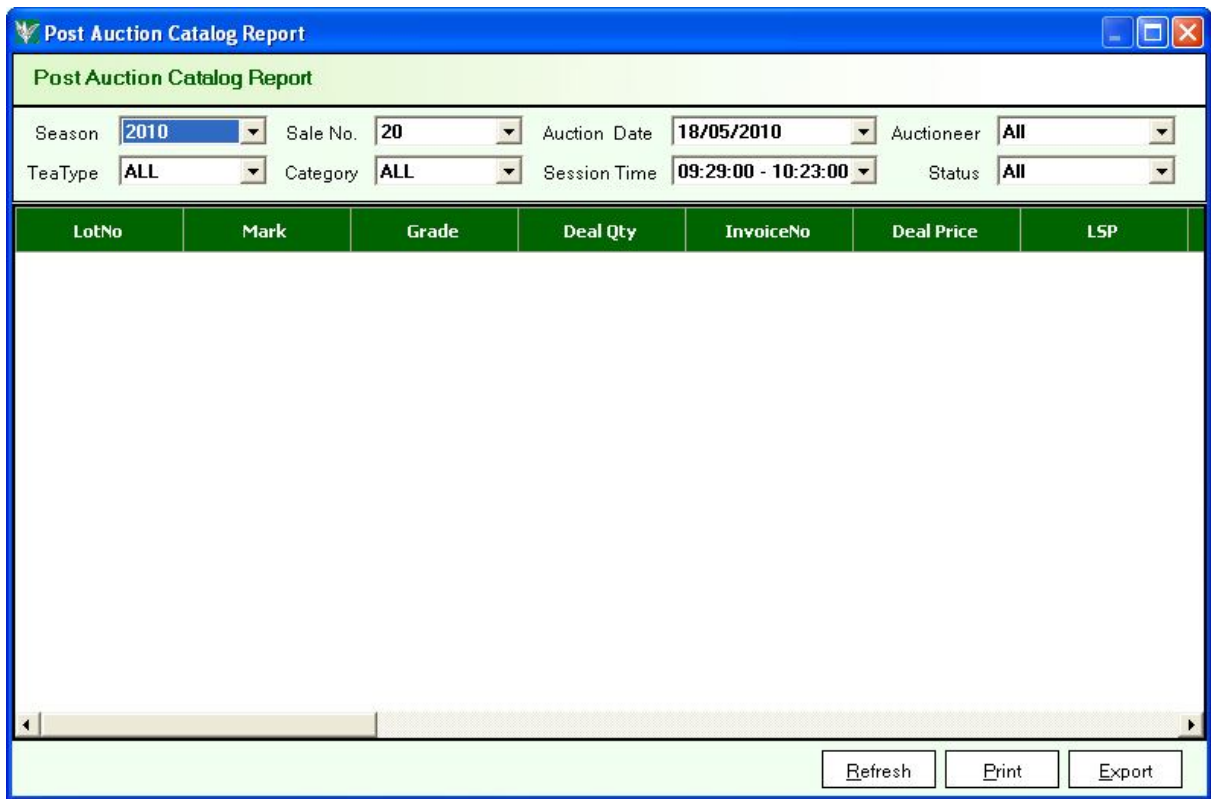 Post Auction Catalog Report
Post Auction Catalog Report
Season 2010 Sale No. 20 Auction Date 18/05/2010 Auctioneer All
TeaType ALL Category ALL Session Time 09:29:00 - 10:23:00 Status All
LotNo Mark Grade Deal Qty InvoiceNo Deal Price LSP
Refresh Print Export